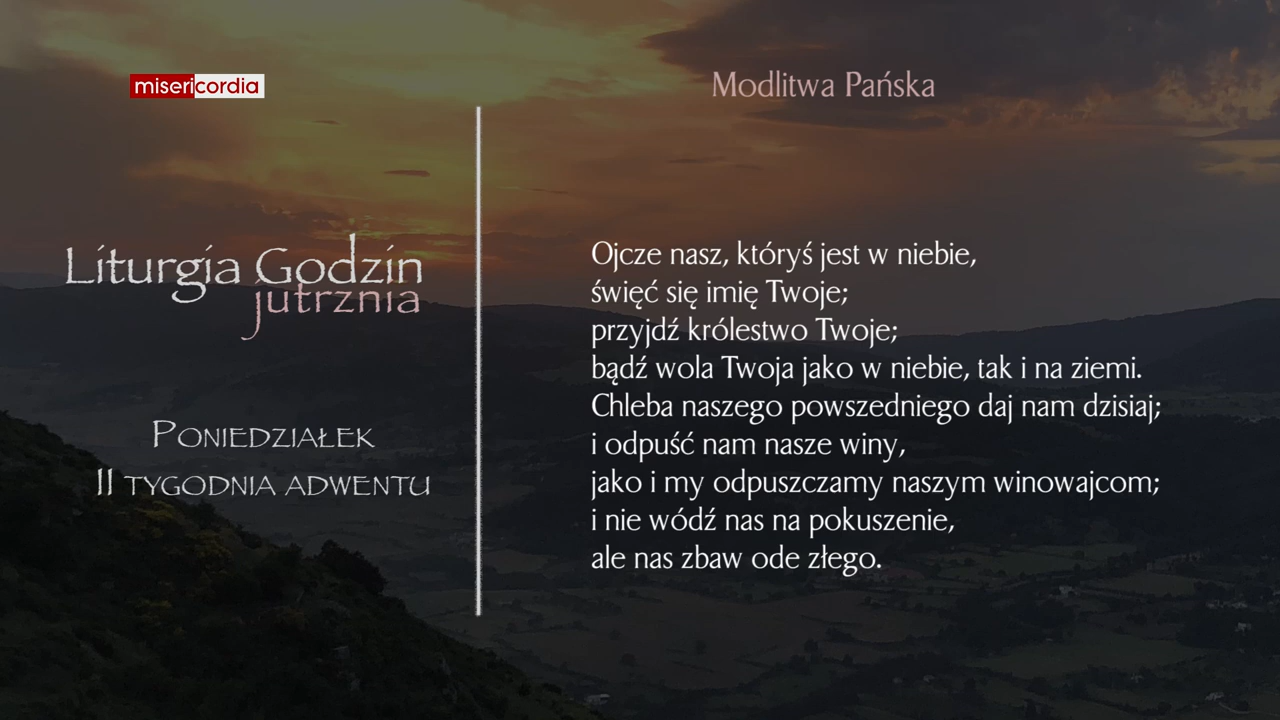 misericordia
Liturgia Godzin
jutrznia
Poniedziałek
II tygodnia adwentu
Modlitwa Pańska
Ojcze nasz, któryś jest w niebie,
święć się imię Twoje;
przyjdź królestwo Twoje;
bądź wola Twoja jako w niebie, tak i na ziemi.
Chleba naszego powszedniego daj nam dzisiaj;
i odpuść nam nasze winy,
jako i my odpuszczamy naszym winowajcom;
i nie wódź nas na pokuszenie,
ale nas zbaw ode złego.